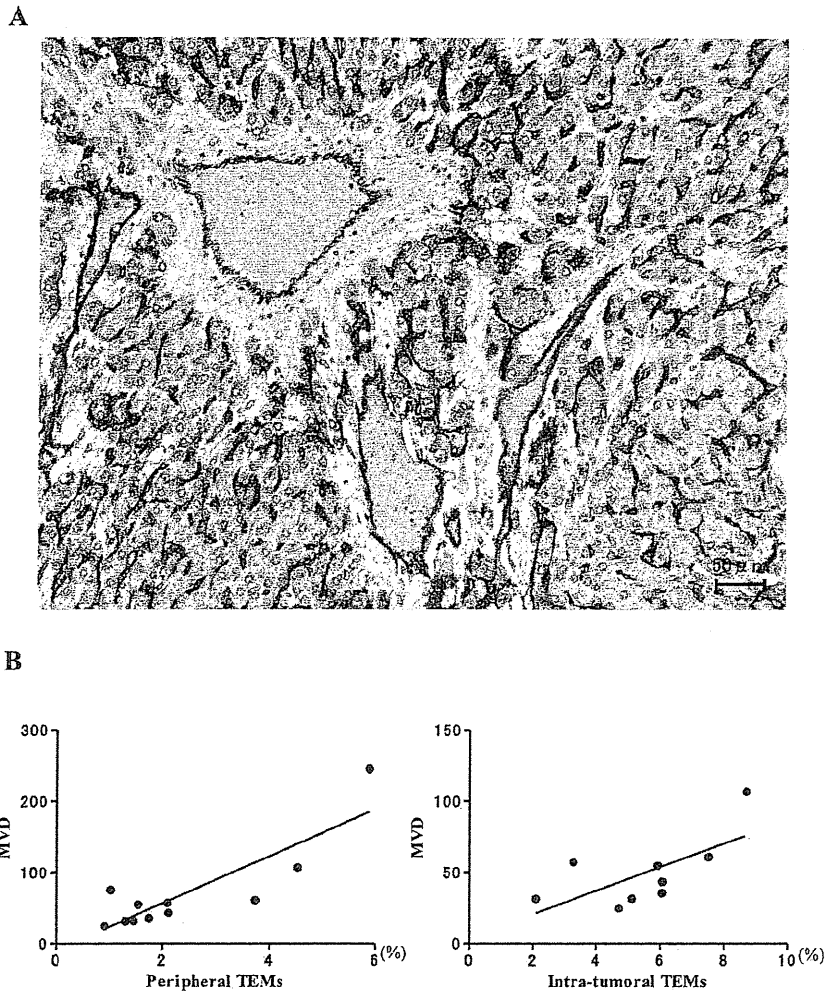 A
50 μm
B
300
200
100
0
MVD
0 2 4 6 (%)
Peripheral TEMs
150
100
50
0
MVD
0 2 4 6 8 10 (%)
Intra-tumoral TEMs